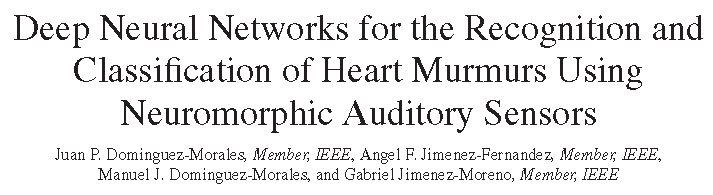 Deep Neural Networks for the Recognition and
Classification of Heart Murmurs Using
Neuromorphic Auditory Sensors
Juan P. Dominguez-Morales, Member, IEEE, Angel F. Jimenez-Fernandez, Member, IEEE,
Manuel J. Dominguez-Morales, and Gabriel Jimenez-Moreno, Member, IEEE